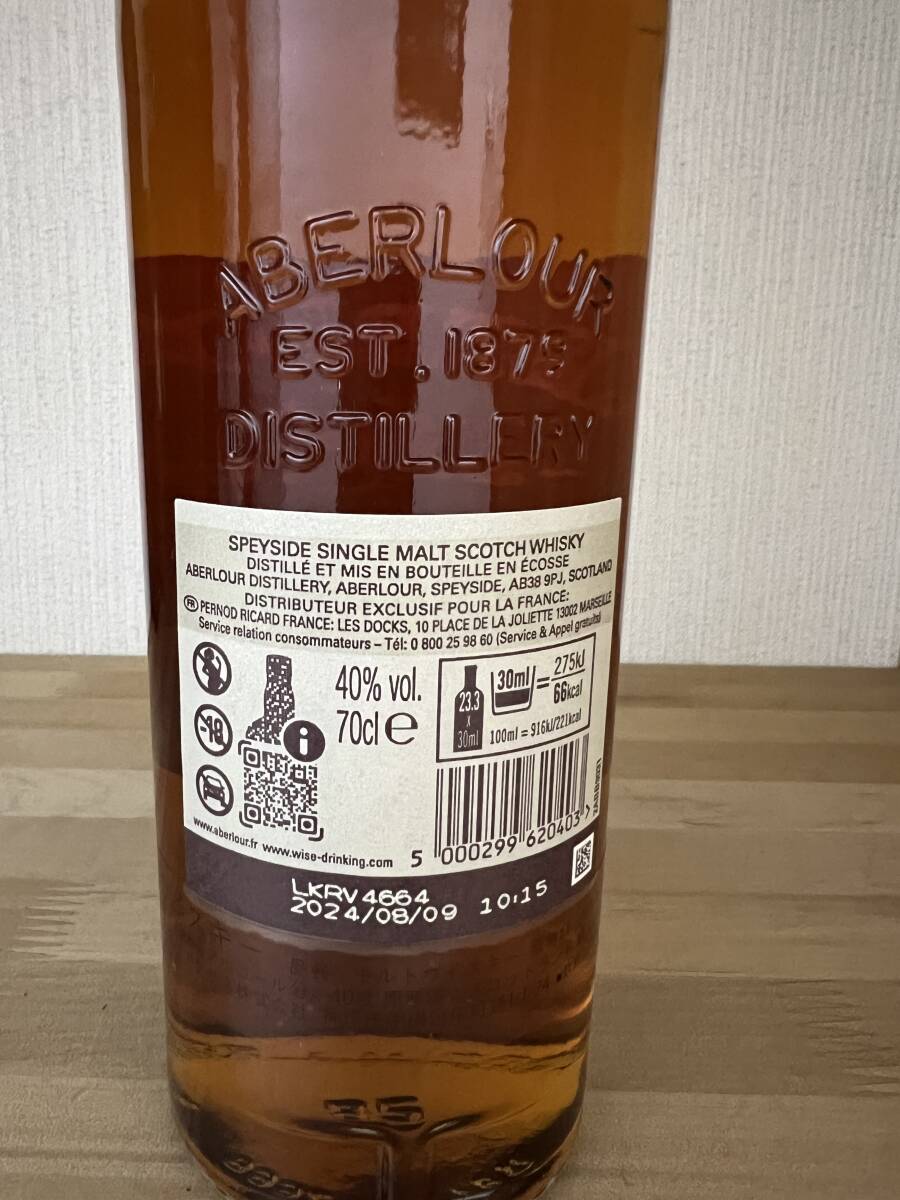 ABERLOUR
EST. 1879
DISTILLERY
SPEYSIDE SINGLE MALT SCOTCH WHISKY
DISTILLÉ ET MIS EN BOUTEILLE EN ÉCOSSE
ABERLOUR DISTILLERY, ABERLOUR, SPEYSIDE, AB38 9PJ, SCOTLAND
DISTRIBUTEUR EXCLUSIF POUR LA FRANCE:
FR PERNOD RICARD FRANCE: LES DOCKS, 10 PLACE DE LA JOLIETTE 13002 MARSEILLE
Service relation consommateurs – Tél: 0 800 25 98 60 (Service & Appel gratuits)
40% vol.
70cl e
-18
i
23.3
x
30ml
30ml = 275kJ
66kcal
100ml = 916kJ/221kcal
www.aberlour.fr www.wise-drinking.com
5 000299 620403 >
LKRV4664
2024/08/09 10:15